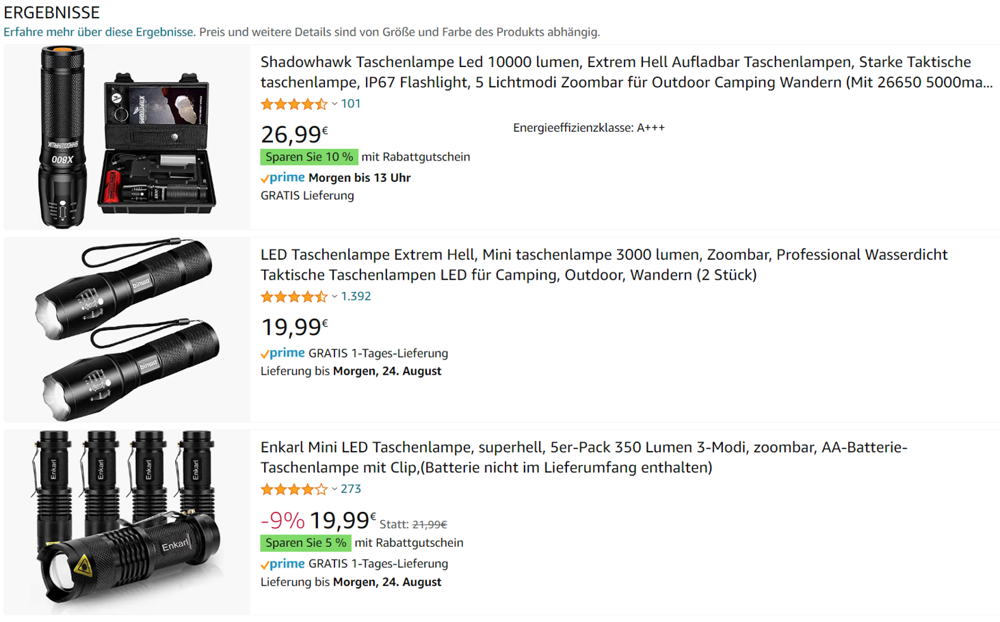 ERGEBNISSE
Erfahre mehr über diese Ergebnisse. Preis und weitere Details sind von Größe und Farbe des Produkts abhängig.
SHADOWHAWK
X800
Shadowhawk Taschenlampe Led 10000 lumen, Extrem Hell Aufladbar Taschenlampen, Starke Taktische
taschenlampe, IP67 Flashlight, 5 Lichtmodi Zoombar für Outdoor Camping Wandern (Mit 26650 5000ma...
101
26,99€
Energieeffizienzklasse: A+++
Sparen Sie 10 % mit Rabattgutschein
prime Morgen bis 13 Uhr
GRATIS Lieferung
binwo
binwo
LED Taschenlampe Extrem Hell, Mini taschenlampe 3000 lumen, Zoombar, Professional Wasserdicht
Taktische Taschenlampen LED für Camping, Outdoor, Wandern (2 Stück)
1.392
19,99€
prime GRATIS 1-Tages-Lieferung
Lieferung bis Morgen, 24. August
Enkarl
Enkarl
Enkarl
Enkarl
Enkarl
Enkarl Mini LED Taschenlampe, superhell, 5er-Pack 350 Lumen 3-Modi, zoombar, AA-Batterie-
Taschenlampe mit Clip,(Batterie nicht im Lieferumfang enthalten)
273
-9% 19,99€ Statt: 21,99€
Sparen Sie 5 % mit Rabattgutschein
prime GRATIS 1-Tages-Lieferung
Lieferung bis Morgen, 24. August